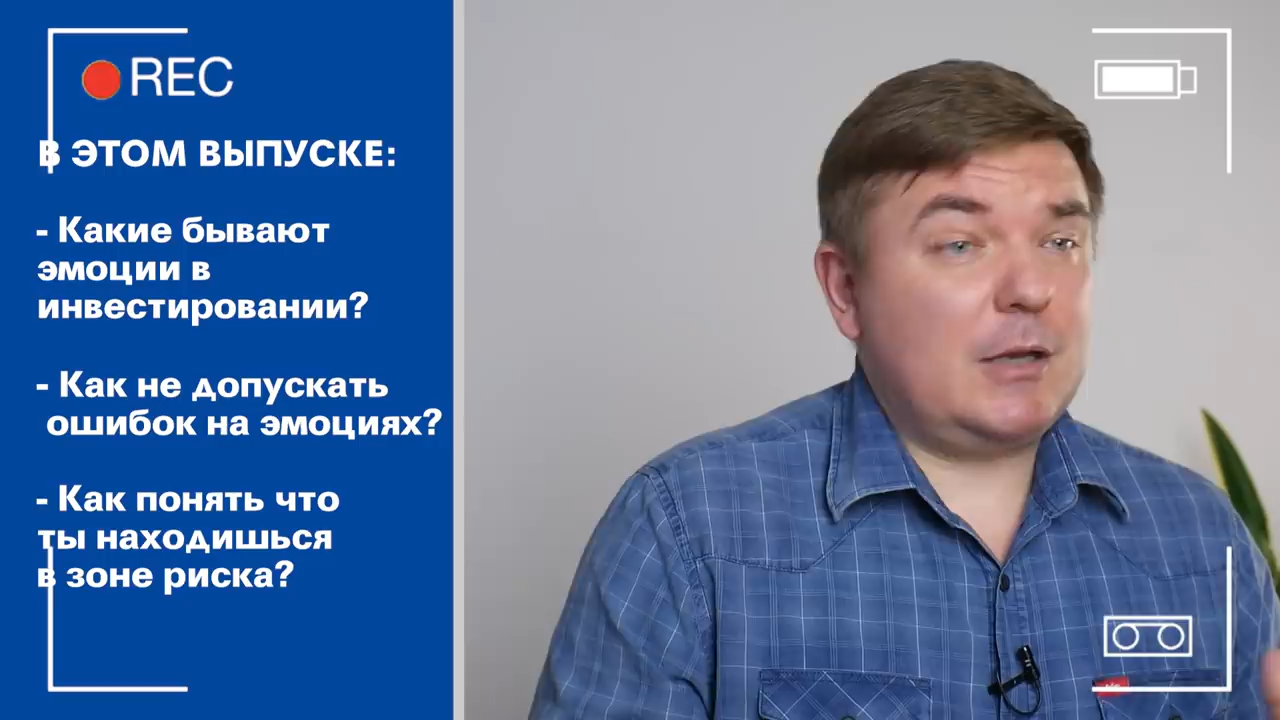 REC
В ЭТОМ ВЫПУСКЕ:
- Какие бывают
эмоции в
инвестировании?
- Как не допускать
ошибок на эмоциях?
- Как понять что
ты находишься
в зоне риска?